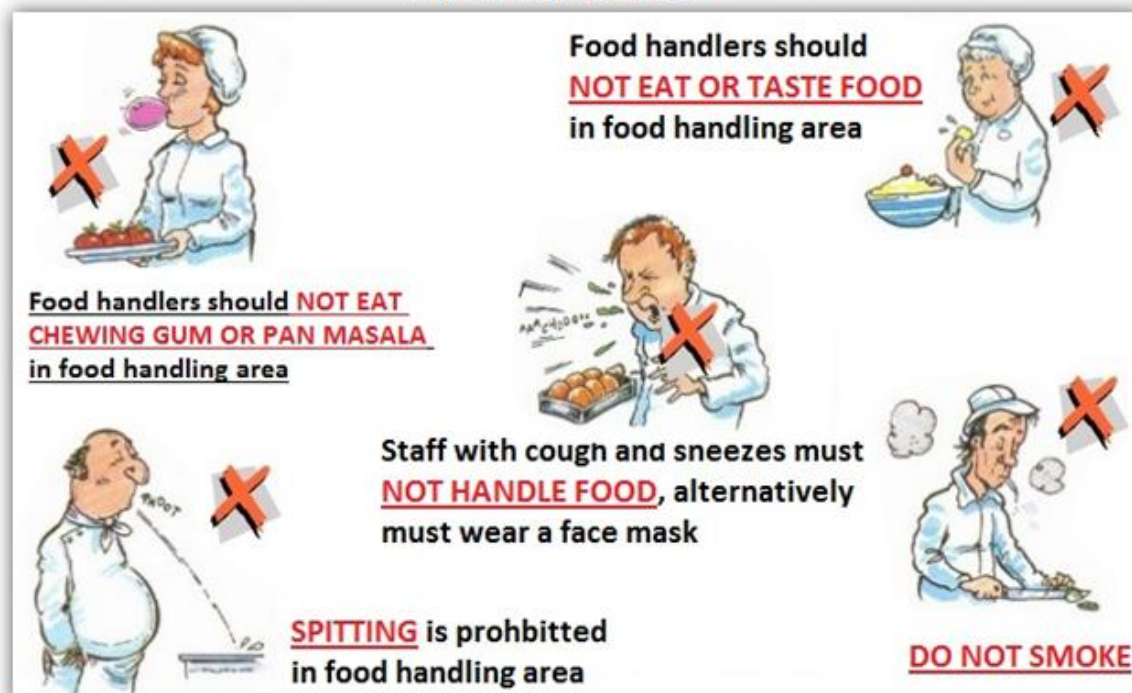 Food handlers should
NOT EAT OR TASTE FOOD
in food handling area
Food handlers should NOT EAT
CHEWING GUM OR PAN MASALA
in food handling area
Staff with cough and sneezes must
NOT HANDLE FOOD, alternatively
must wear a face mask
SPITTING is prohbitted
in food handling area
DO NOT SMOKE